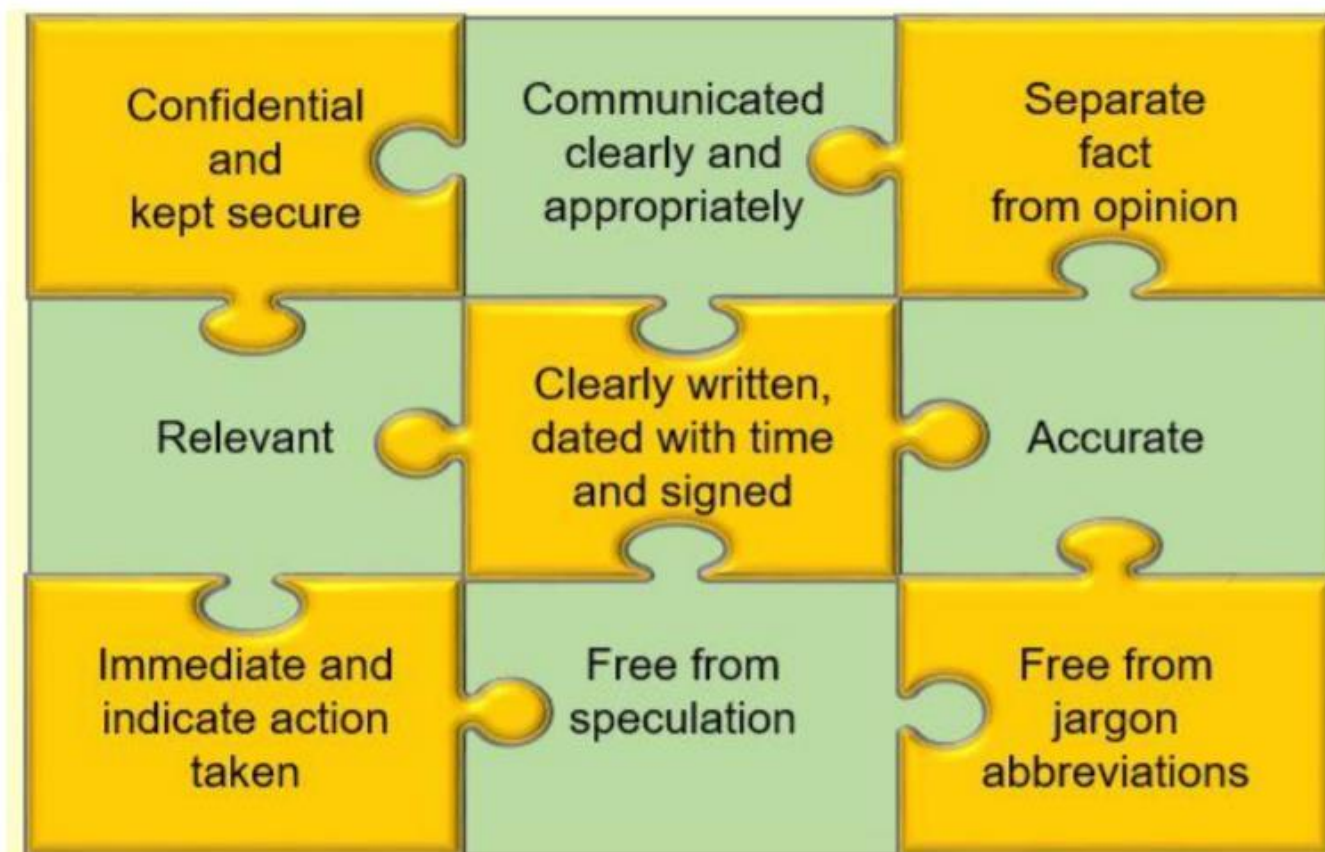 Confidential
and
kept secure
Communicated
clearly and
appropriately
Separate
fact
from opinion
Relevant
Clearly written,
dated with time
and signed
Accurate
Immediate and
indicate action
taken
Free from
speculation
Free from
jargon
abbreviations